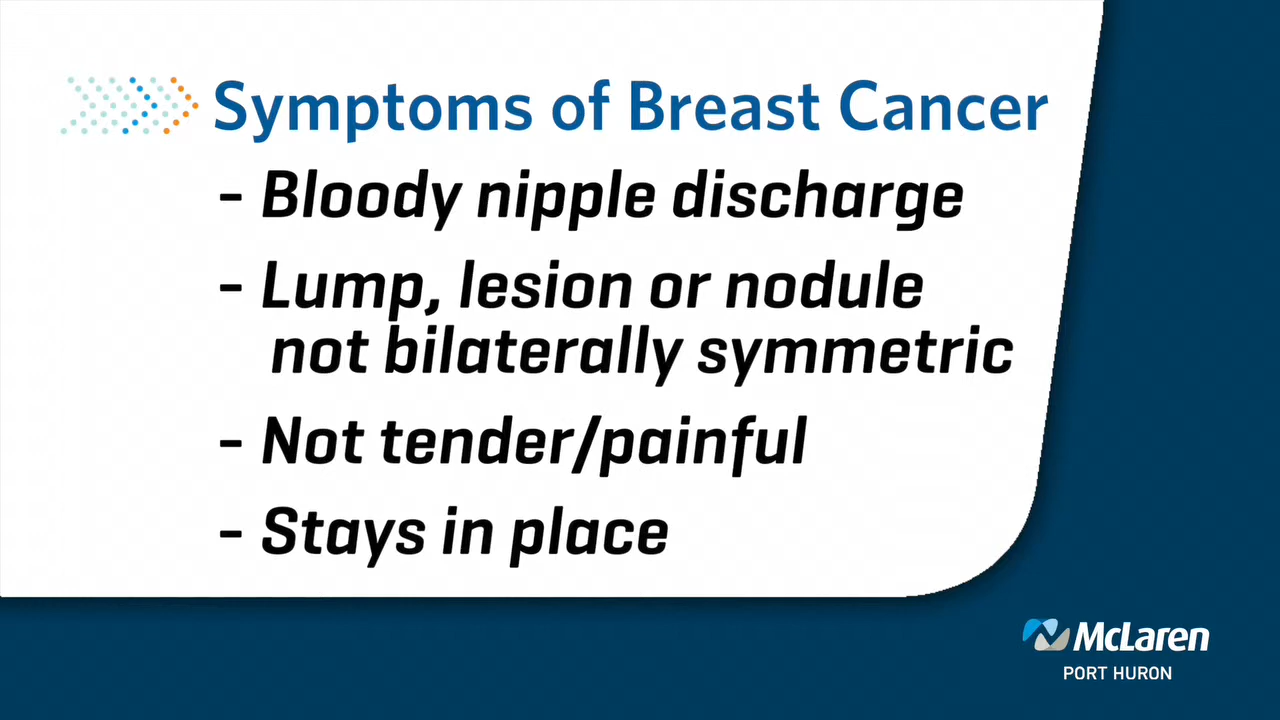 Symptoms of Breast Cancer
- Bloody nipple discharge
- Lump, lesion or nodule
not bilaterally symmetric
- Not tender/painful
- Stays in place
McLaren
PORT HURON